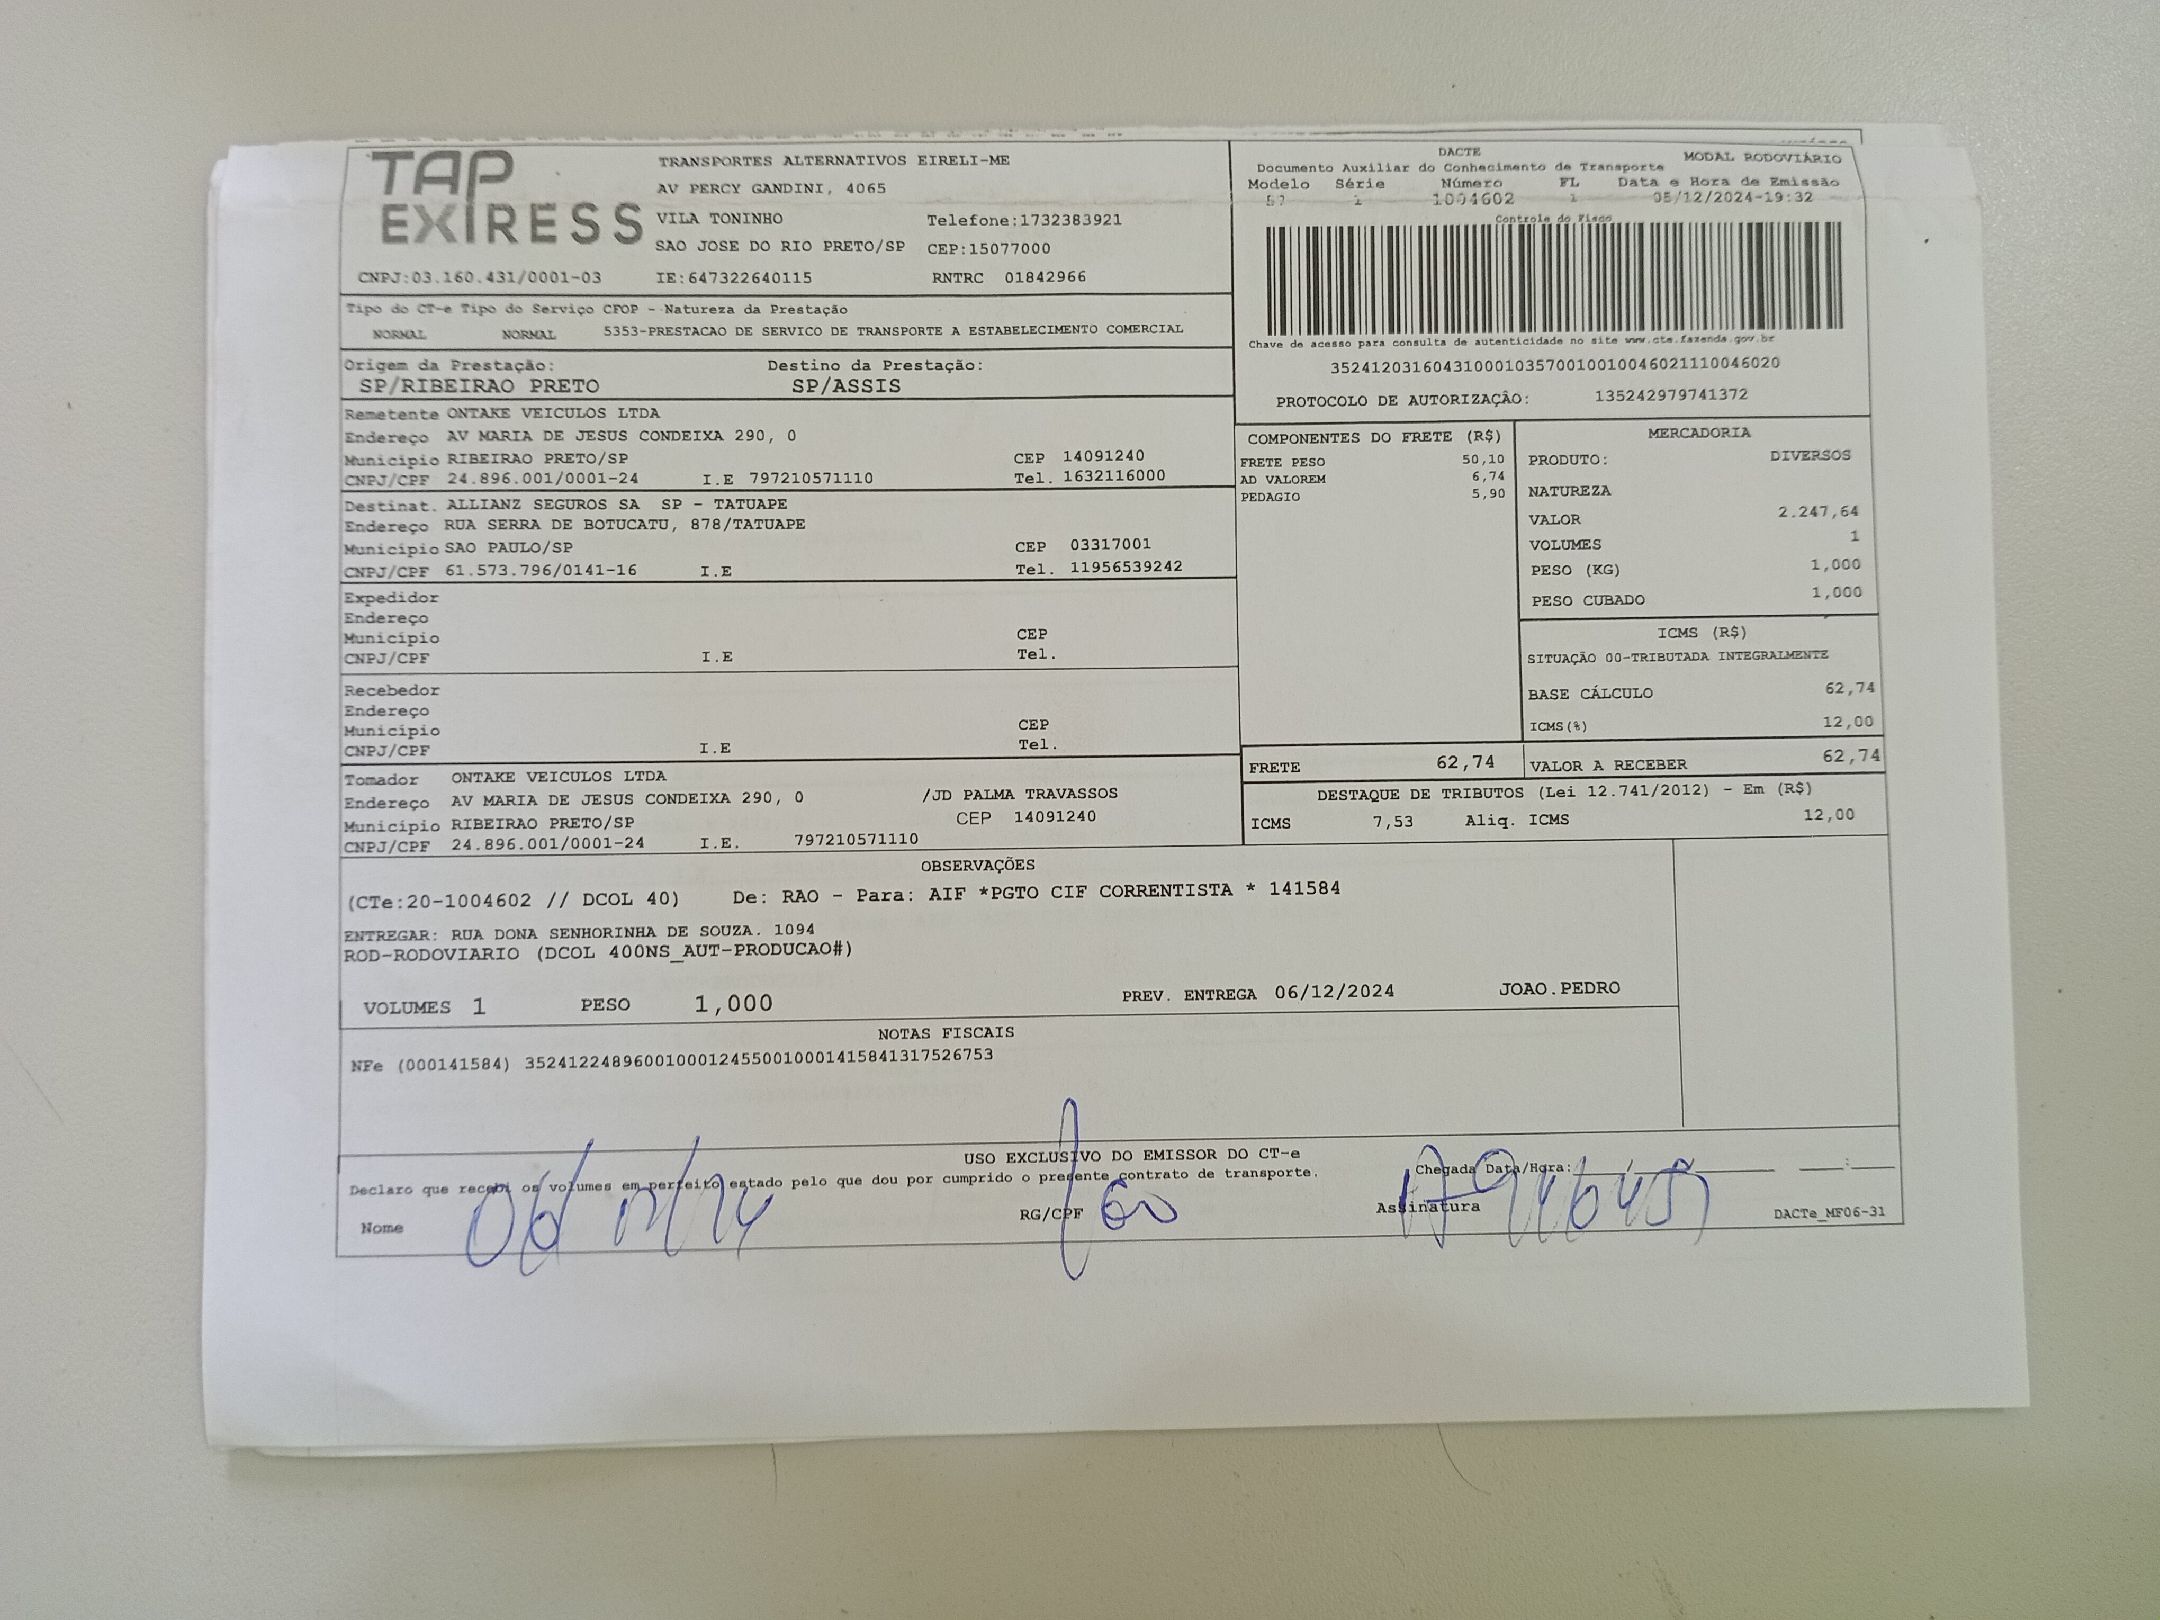 TAP
EXPRESS
TRANSPORTES ALTERNATIVOS EIRELI-ME
AV PERCY GANDINI, 4065
VILA TONINHO Telefone:1732383921
SAO JOSE DO RIO PRETO/SP CEP:15077000
CNPJ:03.160.431/0001-03 IE:647322640115 RNTRC 01842966
DACTE MODAL RODOVIÁRIO
Documento Auxiliar do Conhecimento de Transporte
Modelo Série Número FL Data e Hora de Emissão
57 1 1004602 1 05/12/2024-19:32
Controle do Fisco
Chave de acesso para consulta de autenticidade no site www.cte.fazenda.gov.br
35241203160431000103570010010046021110046020
PROTOCOLO DE AUTORIZAÇÃO: 135242979741372
Tipo do CT-e Tipo do Serviço CFOP - Natureza da Prestação
NORMAL NORMAL 5353-PRESTACAO DE SERVICO DE TRANSPORTE A ESTABELECIMENTO COMERCIAL
Origem da Prestação: Destino da Prestação:
SP/RIBEIRAO PRETO SP/ASSIS
Remetente ONTAKE VEICULOS LTDA
Endereço AV MARIA DE JESUS CONDEIXA 290, 0
Município RIBEIRAO PRETO/SP CEP 14091240
CNPJ/CPF 24.896.001/0001-24 I.E 797210571110 Tel. 1632116000
Destinat. ALLIANZ SEGUROS SA SP - TATUAPE
Endereço RUA SERRA DE BOTUCATU, 878/TATUAPE
Município SAO PAULO/SP CEP 03317001
CNPJ/CPF 61.573.796/0141-16 I.E Tel. 11956539242
Expedidor
Endereço
Município CEP
CNPJ/CPF I.E Tel.
Recebedor
Endereço
Município CEP
CNPJ/CPF I.E Tel.
Tomador ONTAKE VEICULOS LTDA
Endereço AV MARIA DE JESUS CONDEIXA 290, 0 /JD PALMA TRAVASSOS
Município RIBEIRAO PRETO/SP CEP 14091240
CNPJ/CPF 24.896.001/0001-24 I.E. 797210571110
COMPONENTES DO FRETE (R$)
FRETE PESO 50,10
AD VALOREM 6,74
PEDAGIO 5,90
MERCADORIA
PRODUTO: DIVERSOS
NATUREZA
VALOR 2.247,64
VOLUMES 1
PESO (KG) 1,000
PESO CUBADO 1,000
ICMS (R$)
SITUAÇÃO 00-TRIBUTADA INTEGRALMENTE
BASE CÁLCULO 62,74
ICMS(%) 12,00
FRETE 62,74 VALOR A RECEBER 62,74
DESTAQUE DE TRIBUTOS (Lei 12.741/2012) - Em (R$)
ICMS 7,53 Aliq. ICMS 12,00
OBSERVAÇÕES
(CTe:20-1004602 // DCOL 40) De: RAO - Para: AIF *PGTO CIF CORRENTISTA * 141584
ENTREGAR: RUA DONA SENHORINHA DE SOUZA. 1094
ROD-RODOVIARIO (DCOL 400NS_AUT-PRODUCAO#)
VOLUMES 1 PESO 1,000 PREV. ENTREGA 06/12/2024 JOAO.PEDRO
NOTAS FISCAIS
NFe (000141584) 35241224896001000124550010001415841317526753
USO EXCLUSIVO DO EMISSOR DO CT-e
Declaro que recebi os volumes em perfeito estado pelo que dou por cumprido o presente contrato de transporte. Chegada Data/Hora: __/__/____ __:__
Nome 06/12/24 RG/CPF Assinatura DACTe_MF06-31